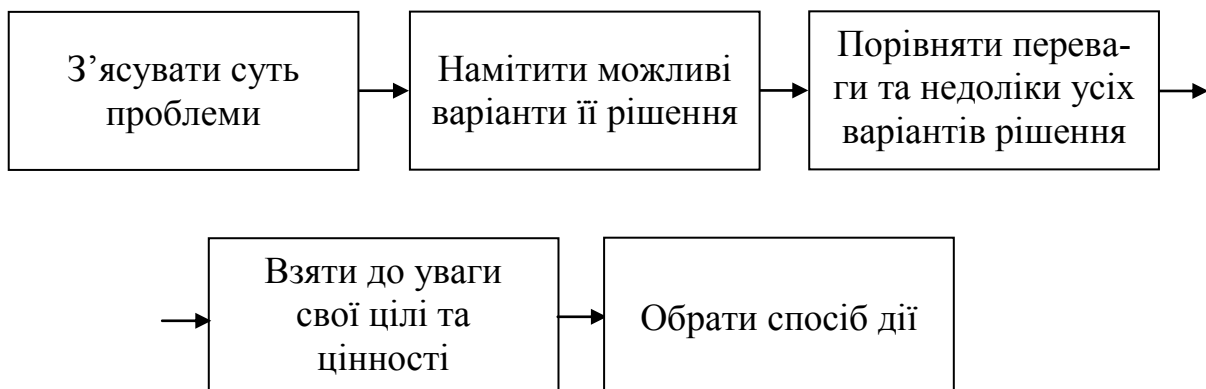 З’ясувати суть
проблеми
Намітити можливі
варіанти її рішення
Порівняти перева-
ги та недоліки усіх
варіантів рішення
Взяти до уваги
свої цілі та
цінності
Обрати спосіб дії